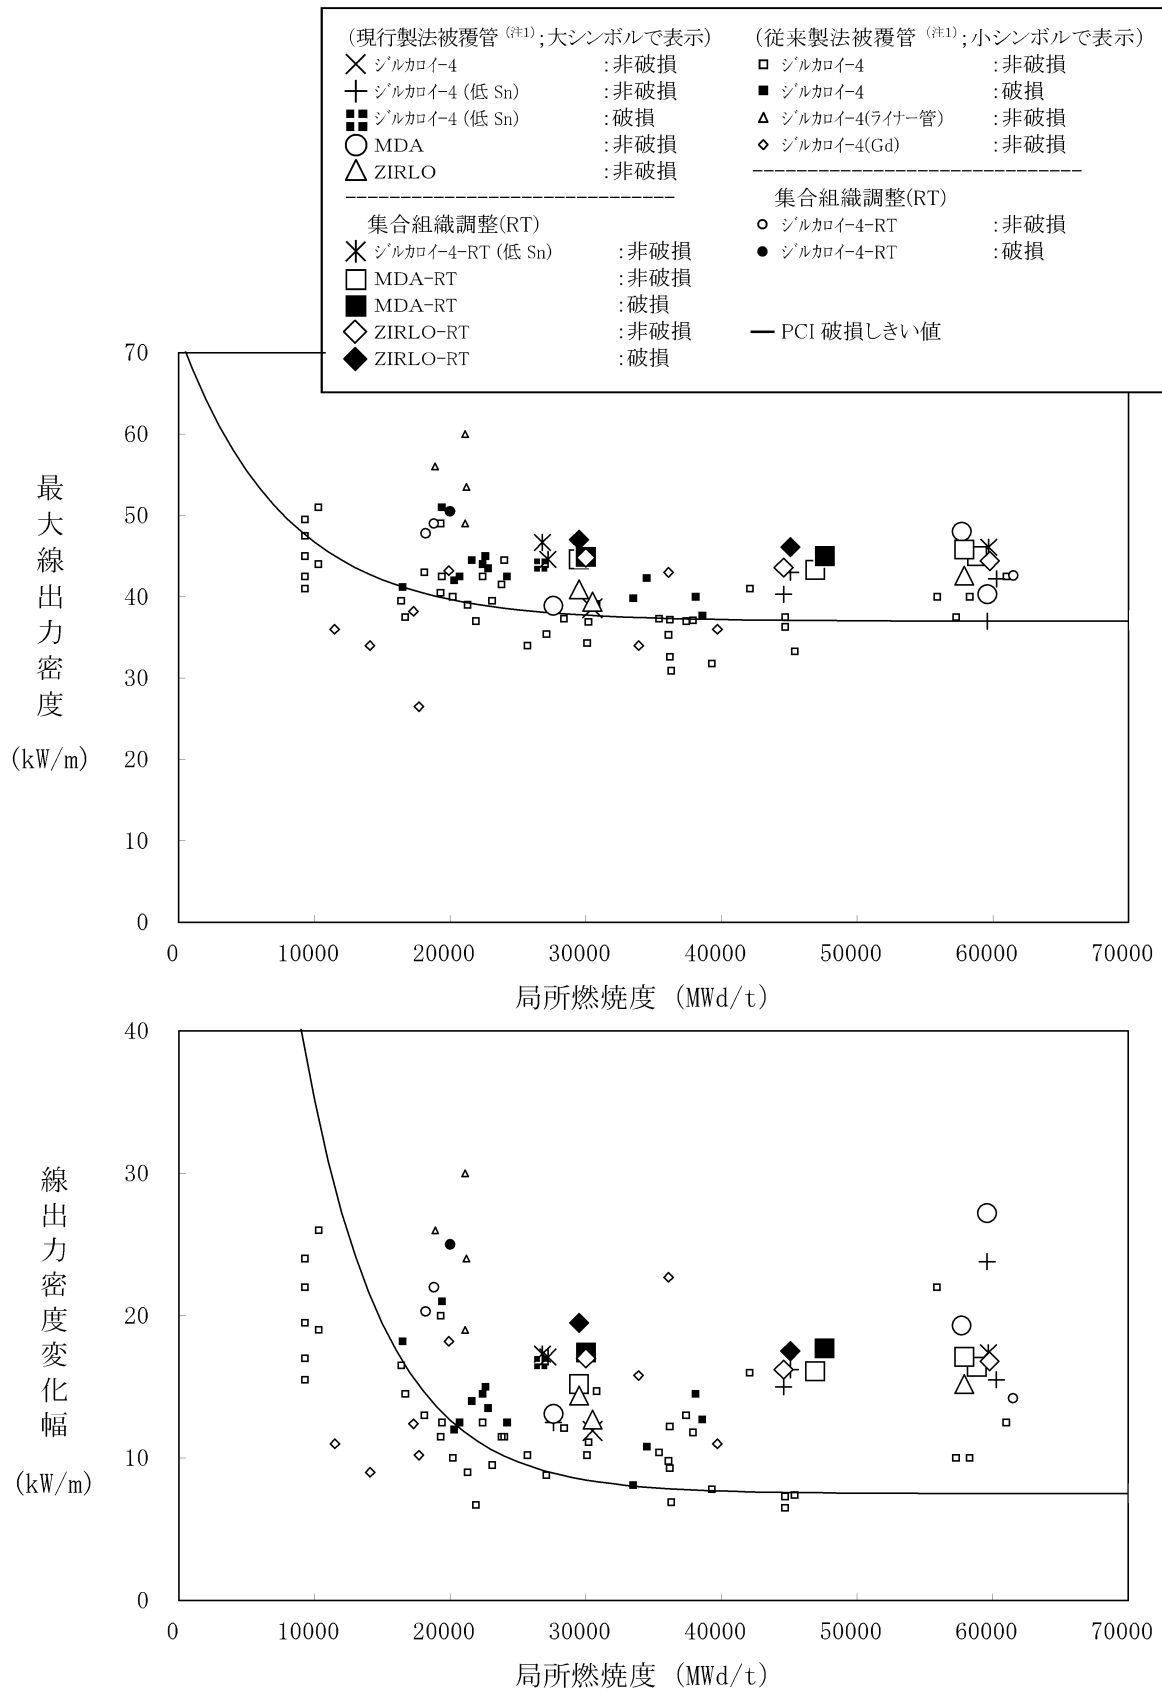 (現行製法被覆管(注1);大シンボルで表示)
ジルカロイ-4 :非破損
ジルカロイ-4 (低 Sn) :非破損
ジルカロイ-4 (低 Sn) :破損
MDA :非破損
ZIRLO :非破損
集合組織調整(RT)
ジルカロイ-4-RT (低 Sn) :非破損
MDA-RT :非破損
MDA-RT :破損
ZIRLO-RT :非破損
ZIRLO-RT :破損
(従来製法被覆管(注1);小シンボルで表示)
ジルカロイ-4 :非破損
ジルカロイ-4 :破損
ジルカロイ-4(ライナー管) :非破損
ジルカロイ-4(Gd) :非破損
集合組織調整(RT)
ジルカロイ-4-RT :非破損
ジルカロイ-4-RT :破損
PCI 破損しきい値
最大線出力密度
(kW/m)
70
60
50
40
30
20
10
0
0 10000 20000 30000 40000 50000 60000 70000
局所燃焼度 (MWd/t)
線出力密度変化幅
(kW/m)
40
30
20
10
0
0 10000 20000 30000 40000 50000 60000 70000
局所燃焼度 (MWd/t)